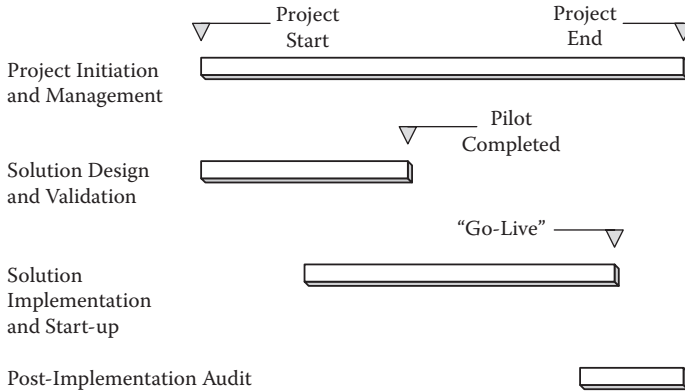 Project
Start
Project
End
Project Initiation
and Management
Pilot
Completed
Solution Design
and Validation
“Go-Live”
Solution
Implementation
and Start-up
Post-Implementation Audit